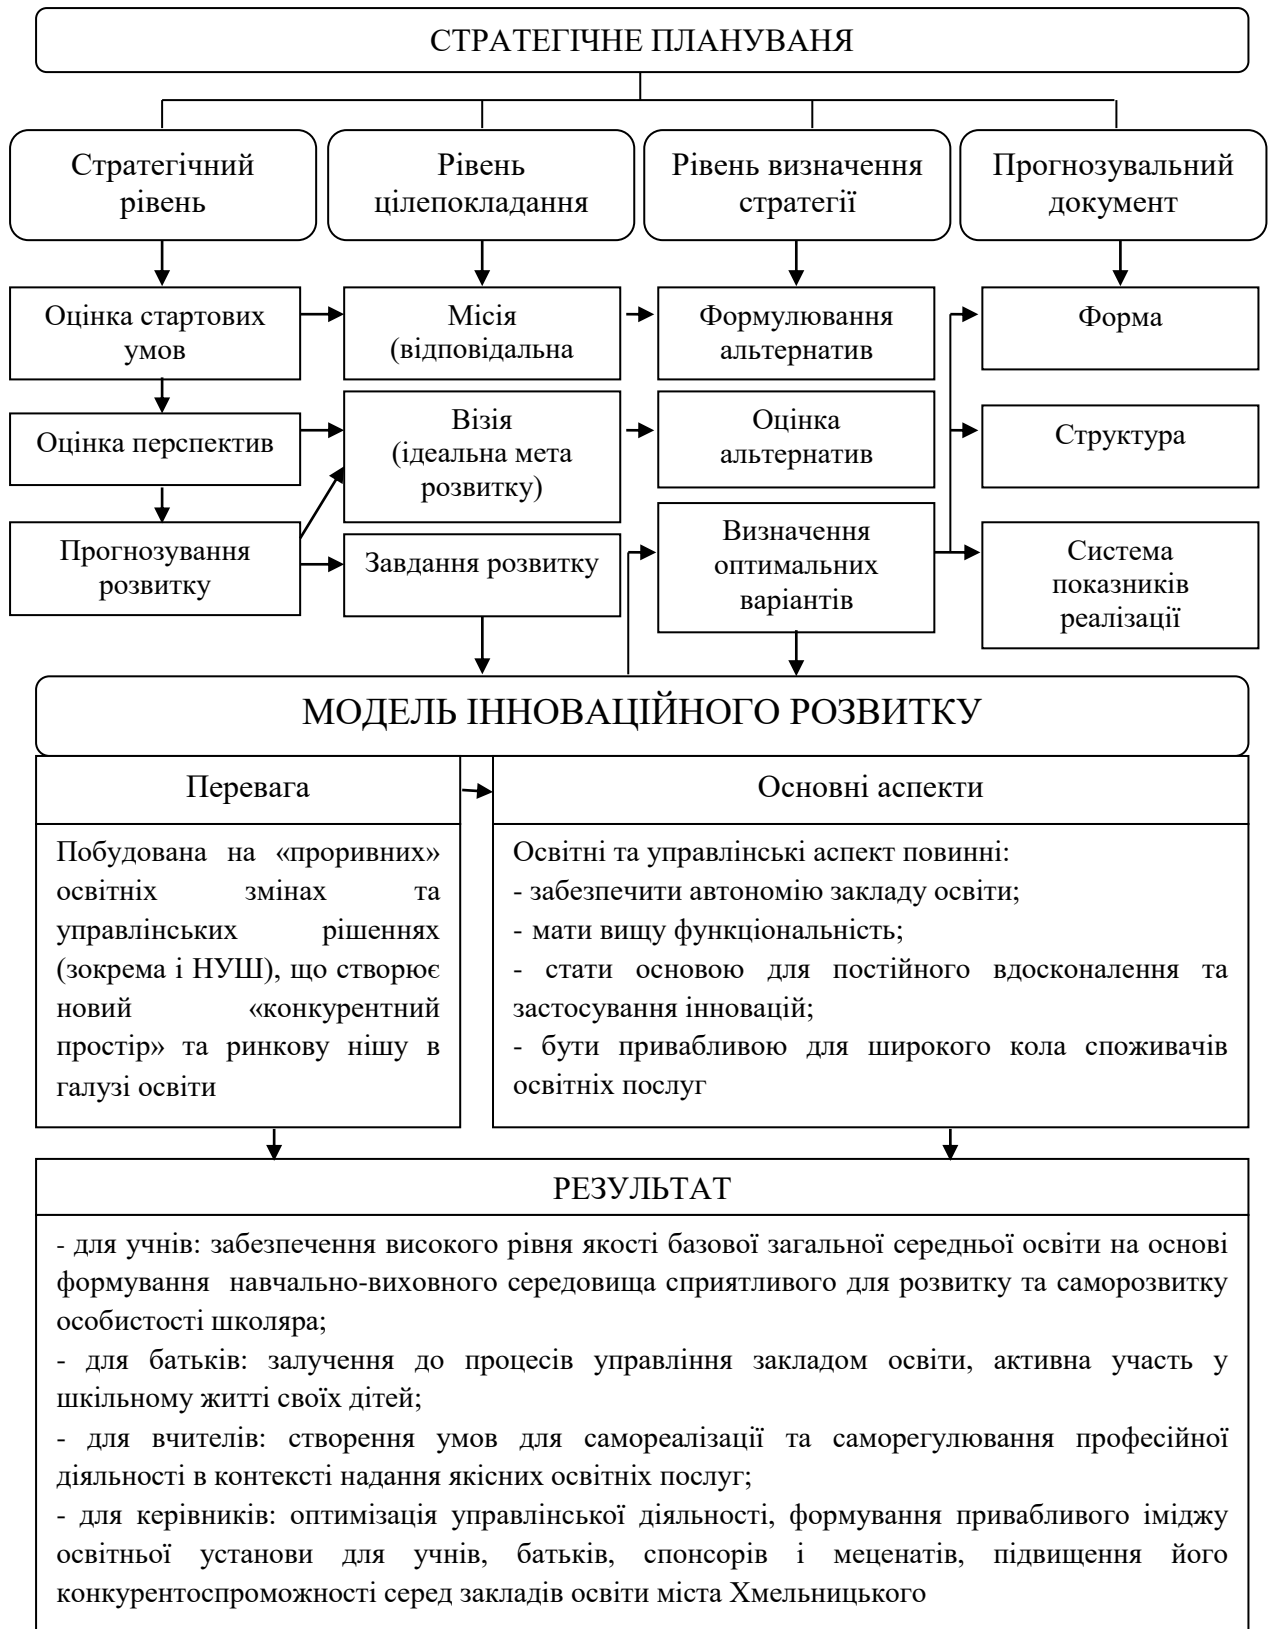 СТРАТЕГІЧНЕ ПЛАНУВАНЯ
Стратегічний
рівень
Рівень
цілепокладання
Рівень визначення
стратегії
Прогнозувальний
документ
Оцінка стартових
умов
Місія
(відповідальна
Формулювання
альтернатив
Форма
Оцінка перспектив
Візія
(ідеальна мета
розвитку)
Оцінка
альтернатив
Структура
Прогнозування
розвитку
Завдання розвитку
Визначення
оптимальних
варіантів
Система
показників
реалізації
МОДЕЛЬ ІННОВАЦІЙНОГО РОЗВИТКУ
Перевага
Побудована на «проривних»
освітніх змінах та
управлінських рішеннях
(зокрема і НУШ), що створює
новий «конкурентний
простір» та ринкову нішу в
галузі освіти
Основні аспекти
Освітні та управлінські аспект повинні:
- забезпечити автономію закладу освіти;
- мати вищу функціональність;
- стати основою для постійного вдосконалення та
застосування інновацій;
- бути привабливою для широкого кола споживачів
освітніх послуг
РЕЗУЛЬТАТ
- для учнів: забезпечення високого рівня якості базової загальної середньої освіти на основі
формування навчально-виховного середовища сприятливого для розвитку та саморозвитку
особистості школяра;
- для батьків: залучення до процесів управління закладом освіти, активна участь у
шкільному житті своїх дітей;
- для вчителів: створення умов для самореалізації та саморегулювання професійної
діяльності в контексті надання якісних освітніх послуг;
- для керівників: оптимізація управлінської діяльності, формування привабливого іміджу
освітньої установи для учнів, батьків, спонсорів і меценатів, підвищення його
конкурентоспроможності серед закладів освіти міста Хмельницького